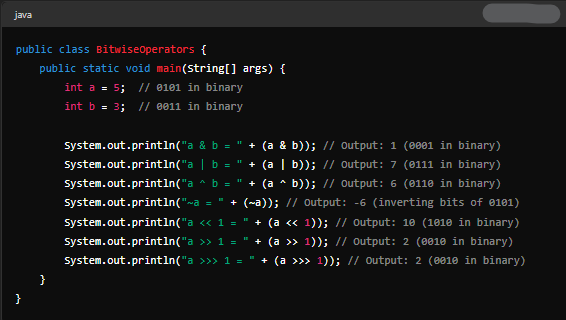 java
public class BitwiseOperators {
    public static void main(String[] args) {
        int a = 5;  // 0101 in binary
        int b = 3;  // 0011 in binary

        System.out.println("a & b = " + (a & b)); // Output: 1 (0001 in binary)
        System.out.println("a | b = " + (a | b)); // Output: 7 (0111 in binary)
        System.out.println("a ^ b = " + (a ^ b)); // Output: 6 (0110 in binary)
        System.out.println("~a = " + (~a)); // Output: -6 (inverting bits of 0101)
        System.out.println("a << 1 = " + (a << 1)); // Output: 10 (1010 in binary)
        System.out.println("a >> 1 = " + (a >> 1)); // Output: 2 (0010 in binary)
        System.out.println("a >>> 1 = " + (a >>> 1)); // Output: 2 (0010 in binary)
    }
}